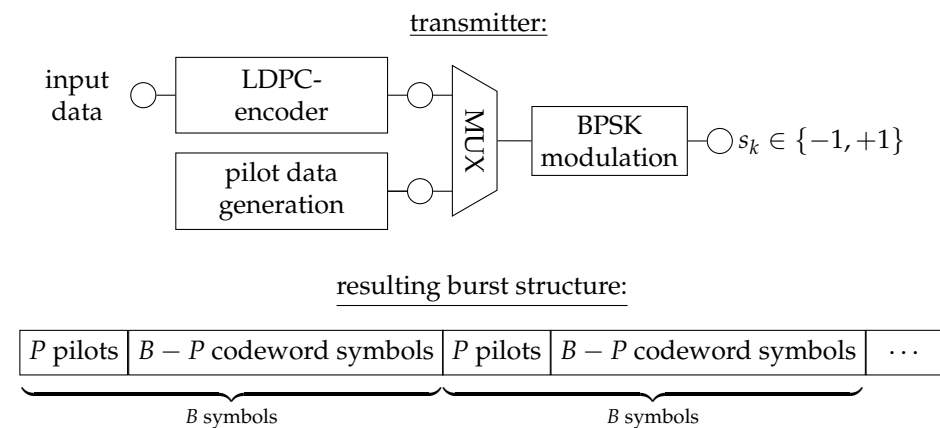 transmitter:
input
data
LDPC-
encoder
pilot data
generation
MUX
BPSK
modulation
s_k ∈ {−1, +1}
resulting burst structure:
P pilots
B − P codeword symbols
P pilots
B − P codeword symbols
⋯
B symbols
B symbols